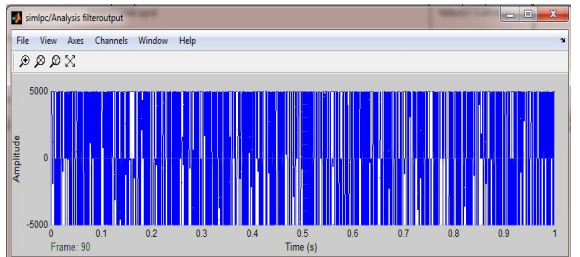 simlpc/Analysis filteroutput
File View Axes Channels Window Help
5000
0
-5000
Amplitude
0 0.1 0.2 0.3 0.4 0.5 0.6 0.7 0.8 0.9 1
Frame: 90
Time (s)